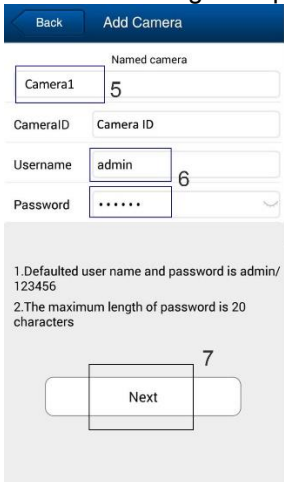 Back Add Camera
Named camera
Camera1 5
CameraID Camera ID
Username admin
6
Password ••••••
1.Defaulted user name and password is admin/
123456
2.The maximum length of password is 20
characters
7
Next